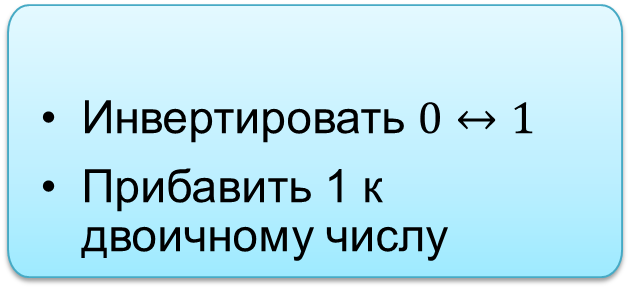 • Инвертировать 0 ↔ 1
• Прибавить 1 к
двоичному числу